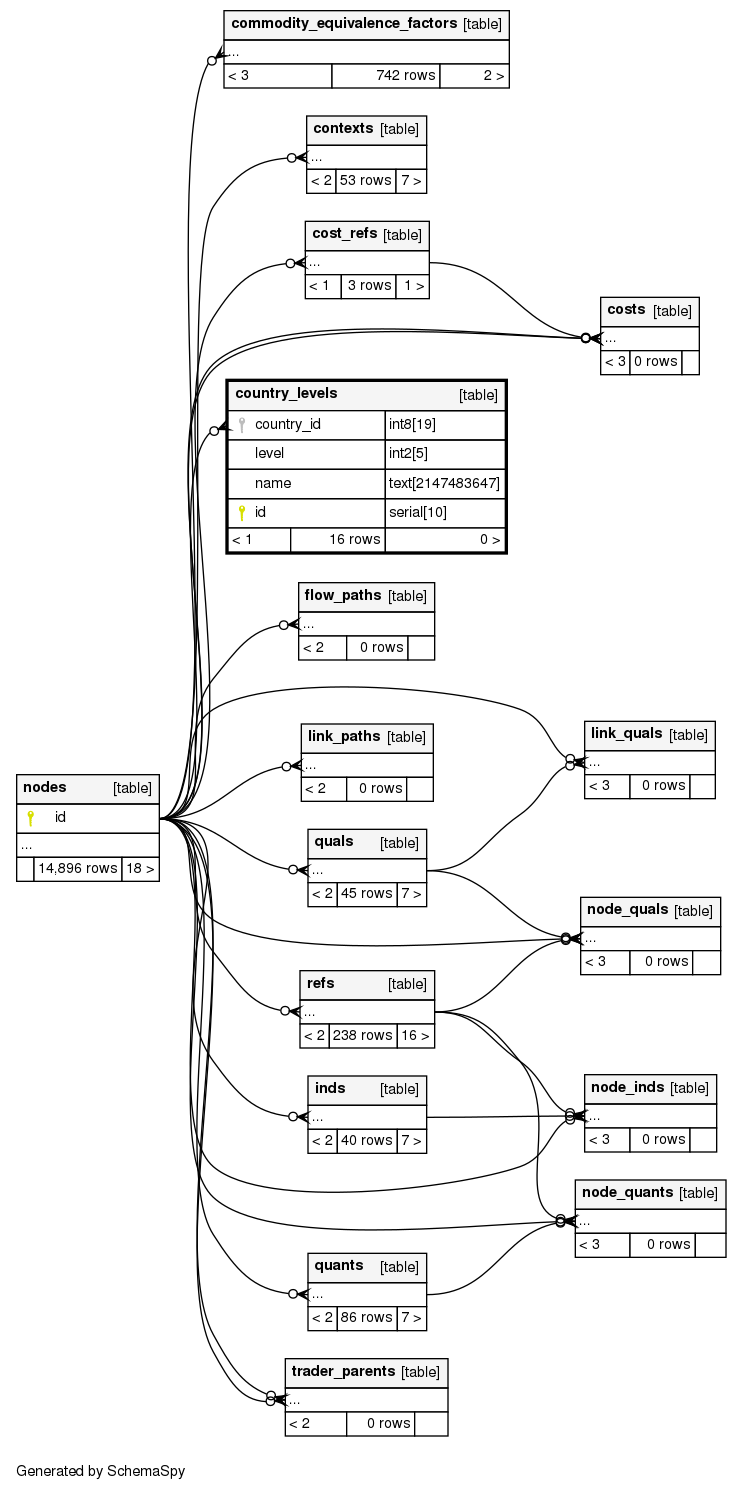 commodity_equivalence_factors [table]
...
< 3 742 rows 2 >
contexts [table]
...
< 2 53 rows 7 >
cost_refs [table]
...
< 1 3 rows 1 >
costs [table]
...
< 3 0 rows
country_levels [table]
country_id int8[19]
level int2[5]
name text[2147483647]
id serial[10]
< 1 16 rows 0 >
flow_paths [table]
...
< 2 0 rows
link_paths [table]
...
< 2 0 rows
link_quals [table]
...
< 3 0 rows
nodes [table]
id
...
14,896 rows 18 >
quals [table]
...
< 2 45 rows 7 >
node_quals [table]
...
< 3 0 rows
refs [table]
...
< 2 238 rows 16 >
inds [table]
...
< 2 40 rows 7 >
node_inds [table]
...
< 3 0 rows
node_quants [table]
...
< 3 0 rows
quants [table]
...
< 2 86 rows 7 >
trader_parents [table]
...
< 2 0 rows
Generated by SchemaSpy